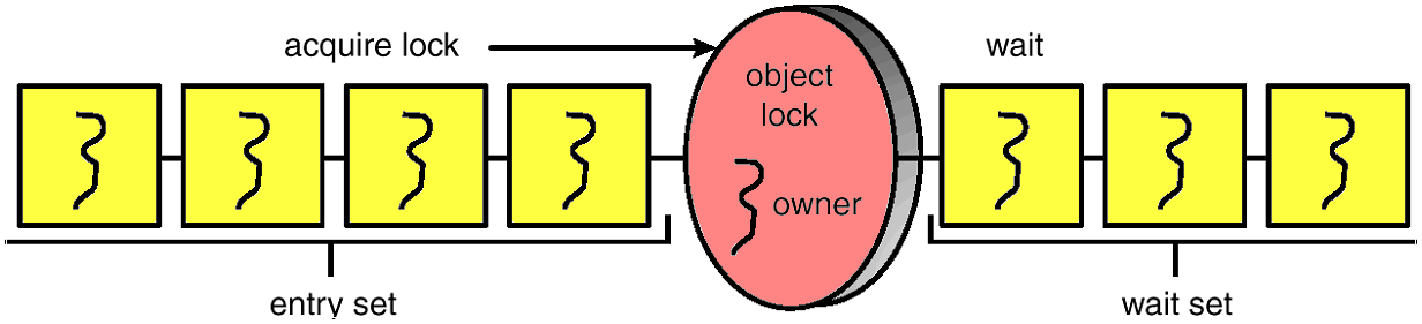 acquire lock
wait
object
lock
owner
entry set
wait set